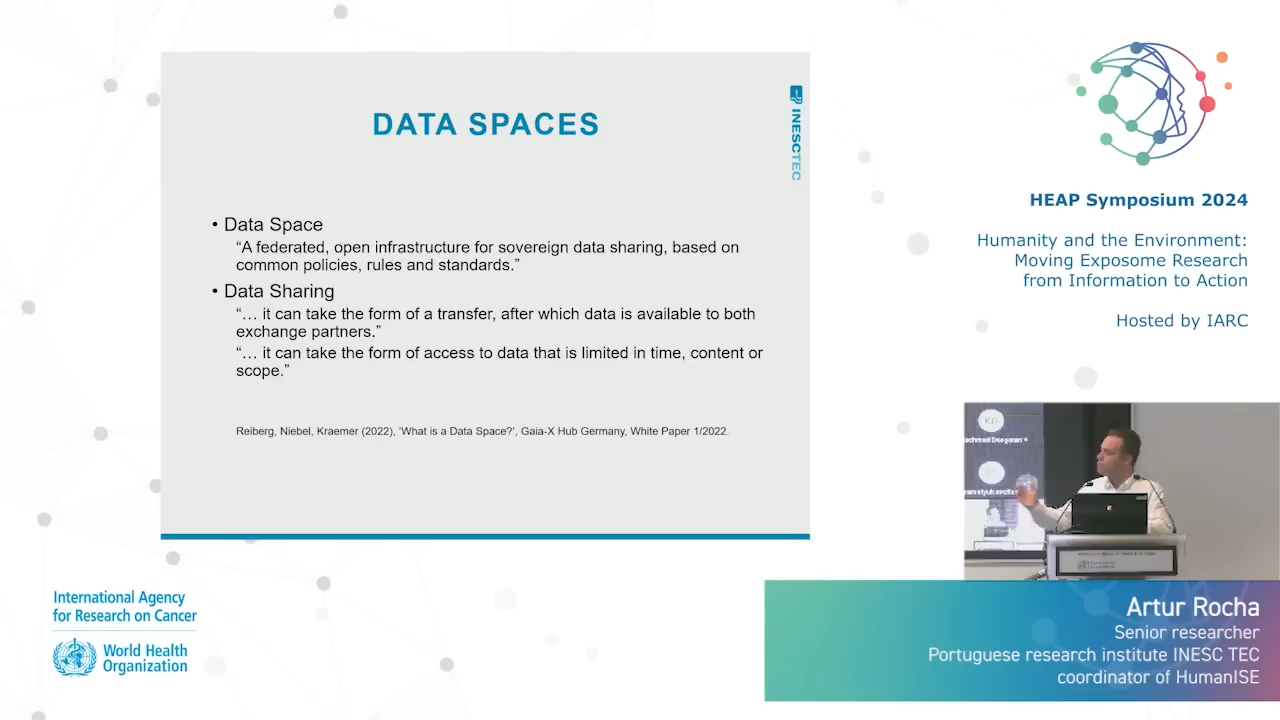 DATA SPACES
INESCTEC
• Data Space
“A federated, open infrastructure for sovereign data sharing, based on
common policies, rules and standards.”
• Data Sharing
“… it can take the form of a transfer, after which data is available to both
exchange partners.”
“… it can take the form of access to data that is limited in time, content or
scope.”
Reiberg, Niebel, Kraemer (2022), ‘What is a Data Space?’, Gaia-X Hub Germany, White Paper 1/2022.
HEAP Symposium 2024
Humanity and the Environment:
Moving Exposome Research
from Information to Action
Hosted by IARC
International Agency
for Research on Cancer
World Health
Organization
Artur Rocha
Senior researcher
Portuguese research institute INESC TEC
coordinator of HumanISE